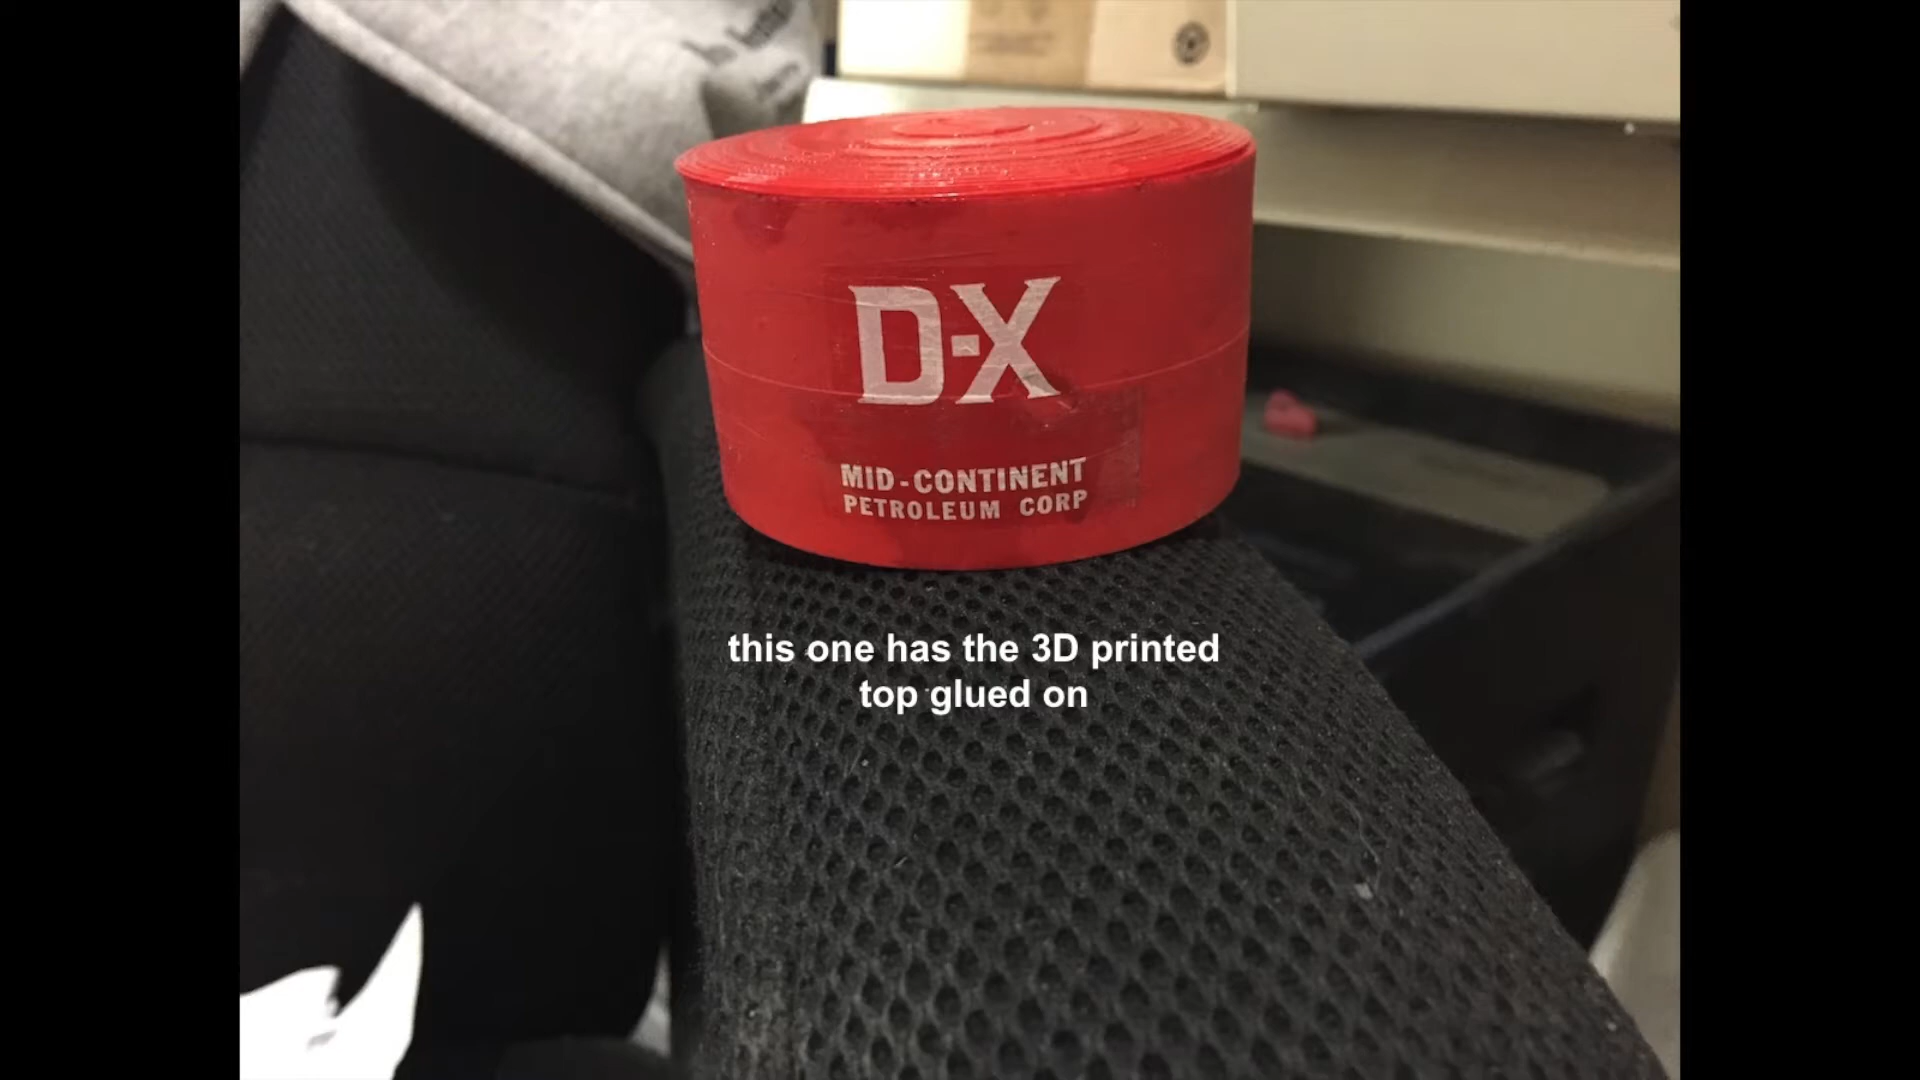 D-X
MID-CONTINENT
PETROLEUM CORP
this one has the 3D printed
top glued on